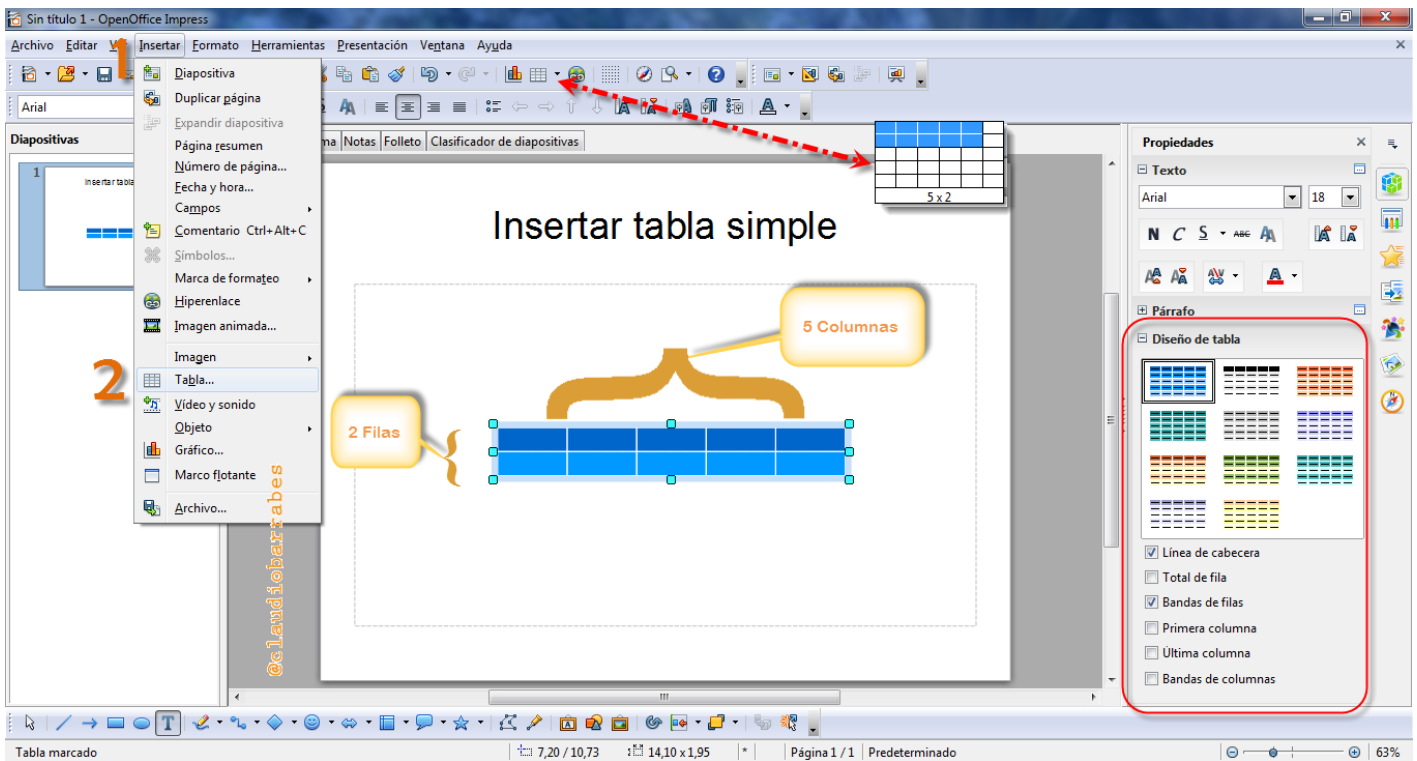 Sin título 1 - OpenOffice Impress
Archivo Editar Insertar Formato Herramientas Presentación Ventana Ayuda
1
Diapositiva
Duplicar página
Expandir diapositiva
Página resumen
Número de página...
Fecha y hora...
Campos
Comentario Ctrl+Alt+C
Símbolos...
Marca de formateo
Hiperenlace
Imagen animada...
Imagen
2
Tabla...
Vídeo y sonido
Objeto
Gráfico...
Marco flotante
Archivo...
Arial
Diapositivas
1
Insertar tabla
Notas Folleto Clasificador de diapositivas
5 x 2
Insertar tabla simple
5 Columnas
2 Filas
@claudiobarrabes
Propiedades
Texto
Arial 18
N C S ABC A
Párrafo
Diseño de tabla
Línea de cabecera
Total de fila
Bandas de filas
Primera columna
Última columna
Bandas de columnas
Tabla marcado 7,20 / 10,73 14,10 x 1,95 * Página 1 / 1 Predeterminado 63%